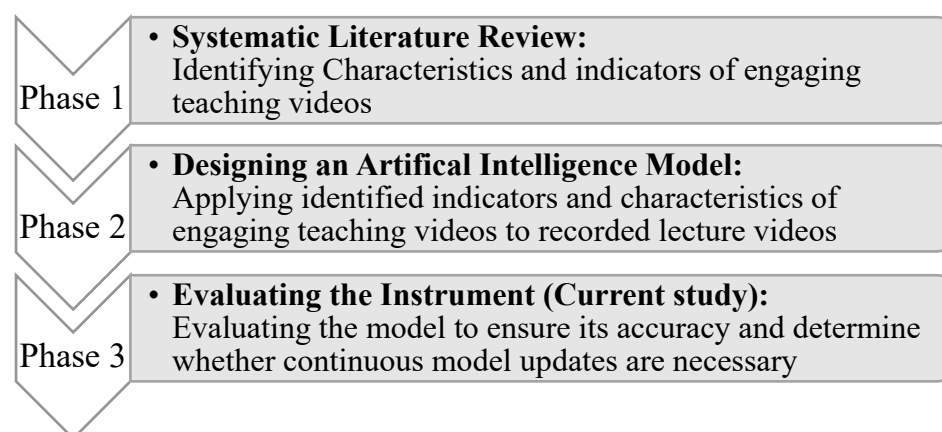 • Systematic Literature Review:
Identifying Characteristics and indicators of engaging
teaching videos
Phase 1
• Designing an Artifical Intelligence Model:
Applying identified indicators and characteristics of
engaging teaching videos to recorded lecture videos
Phase 2
• Evaluating the Instrument (Current study):
Evaluating the model to ensure its accuracy and determine
whether continuous model updates are necessary
Phase 3